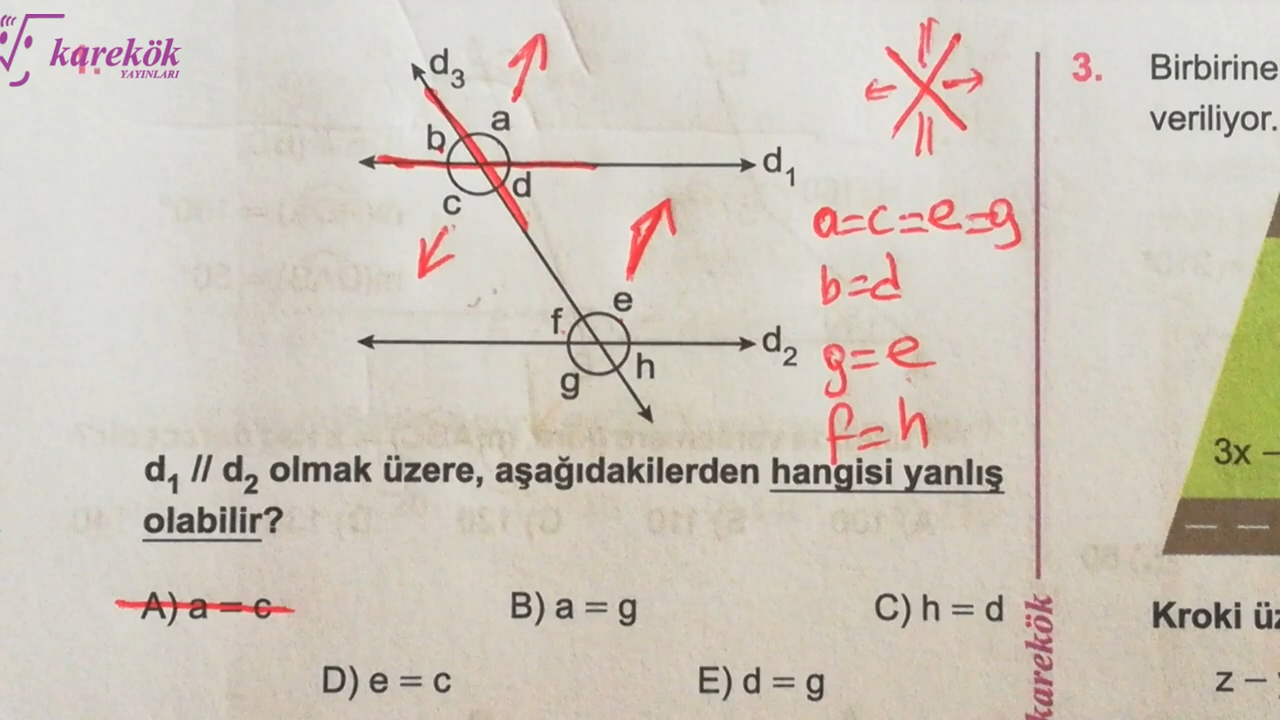 karekök
YAYINLARI
d3
a
b
d1
d
c
a=c=e=g
b=d
e
f
d2
h
g
g=e
f=h
d1 // d2 olmak üzere, aşağıdakilerden hangisi yanlış
olabilir?
A) a = c
B) a = g
C) h = d
D) e = c
E) d = g
karekök
3.
Birbirine
veriliyor.
3x –
Kroki üz
z –